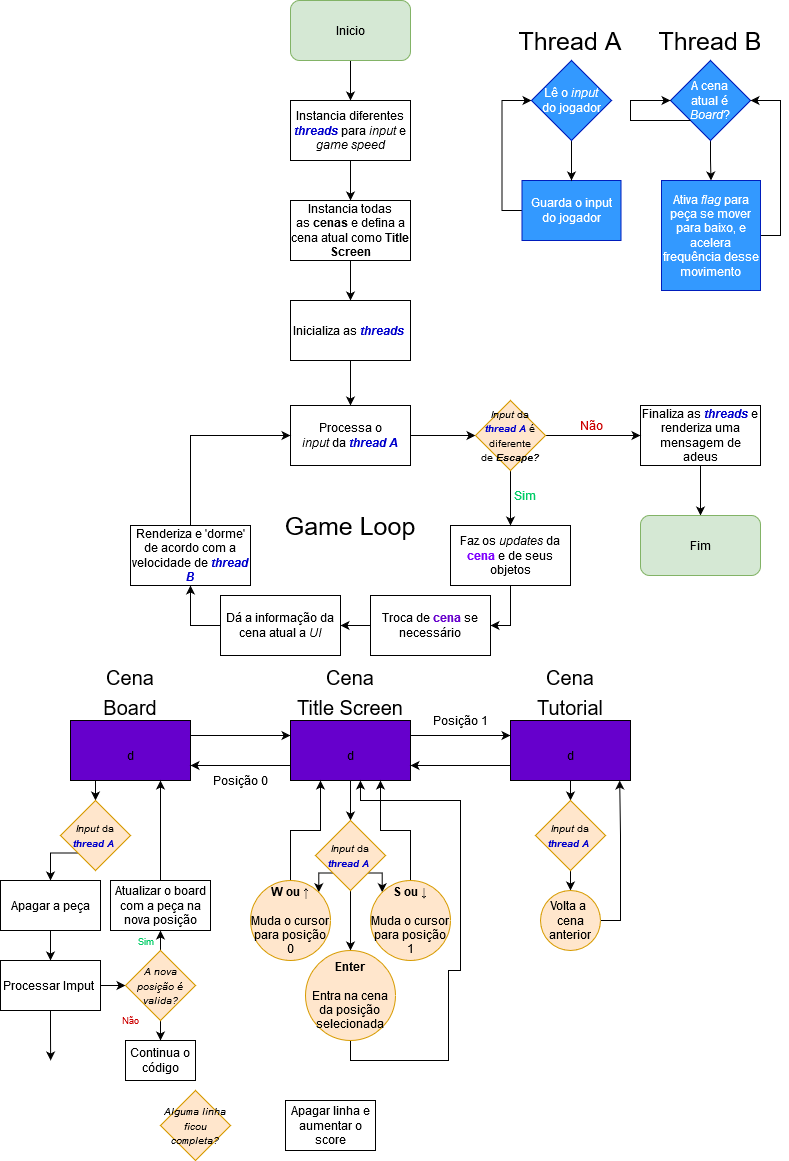 Inicio
Thread A
Thread B
Instancia diferentes
threads para input e
game speed
Lê o input
do jogador
A cena
atual é
Board?
Instancia todas
as cenas e defina a
cena atual como Title
Screen
Guarda o input
do jogador
Ativa flag para
peça se mover
para baixo, e
acelera
frequência desse
movimento
Inicializa as threads
Processa o
input da thread A
Input da
thread A é
diferente
de Escape?
Não
Finaliza as threads e
renderiza uma
mensagem de
adeus
Sim
Game Loop
Renderiza e 'dorme'
de acordo com a
velocidade de thread
B
Faz os updates da
cena e de seus
objetos
Fim
Dá a informação da
cena atual a UI
Troca de cena se
necessário
Cena
Board
Cena
Title Screen
Cena
Tutorial
d
d
d
Posição 1
Posição 0
Input da
thread A
Input da
thread A
Input da
thread A
Apagar a peça
Atualizar o board
com a peça na
nova posição
W ou ↑
Muda o cursor
para posição
0
S ou ↓
Muda o cursor
para posição
1
Volta a
cena
anterior
Sim
Processar Imput
A nova
posição é
valida?
Enter
Entra na cena
da posição
selecionada
Não
Continua o
código
Alguma linha
ficou
completa?
Apagar linha e
aumentar o
score